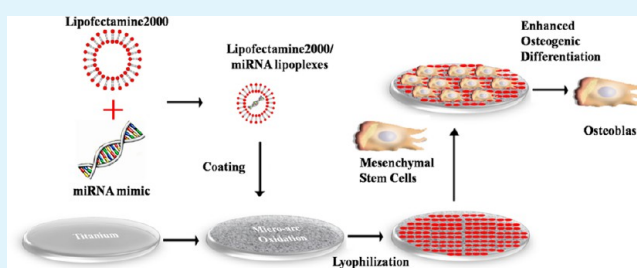 Lipofectamine2000
miRNA mimic
Lipofectamine2000/
miRNA lipoplexes
Coating
Titanium
Micro-arc
Oxidation
Lyophilization
Mesenchymal
Stem Cells
Enhanced
Osteogenic
Differentiation
Osteoblas